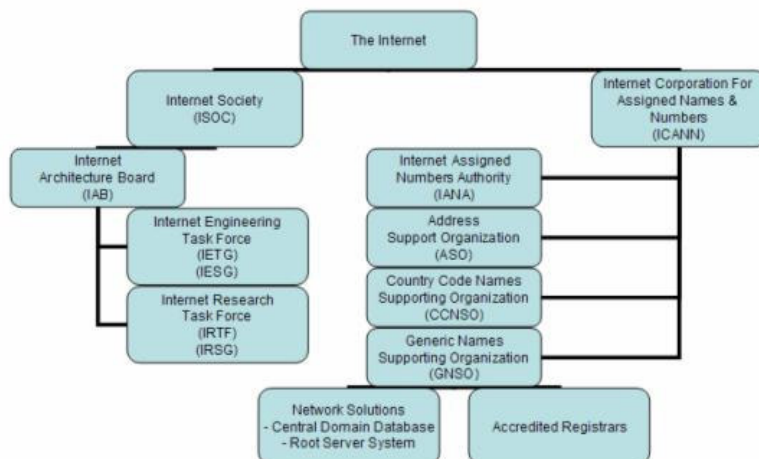 The Internet
Internet Society
(ISOC)
Internet Corporation For
Assigned Names &
Numbers
(ICANN)
Internet
Architecture Board
(IAB)
Internet Engineering
Task Force
(IETG)
(IESG)
Internet Research
Task Force
(IRTF)
(IRSG)
Internet Assigned
Numbers Authority
(IANA)
Address
Support Organization
(ASO)
Country Code Names
Supporting Organization
(CCNSO)
Generic Names
Supporting Organization
(GNSO)
Network Solutions
- Central Domain Database
- Root Server System
Accredited Registrars